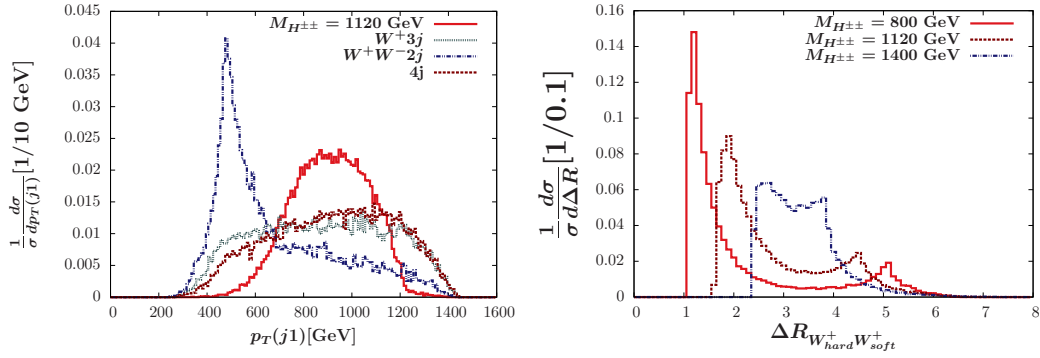 M_{H^{±±}} = 1120 GeV
W^+3j
W^+W^-2j
4j
0.045
0.04
0.035
0.03
0.025
0.02
0.015
0.01
0.005
0
\frac{1}{σ}\frac{dσ}{dp_T(j1)}[1/10 GeV]
0 200 400 600 800 1000 1200 1400 1600
p_T(j1)[GeV]
M_{H^{±±}} = 800 GeV
M_{H^{±±}} = 1120 GeV
M_{H^{±±}} = 1400 GeV
0.16
0.14
0.12
0.1
0.08
0.06
0.04
0.02
0
\frac{1}{σ}\frac{dσ}{dΔR}[1/0.1]
0 1 2 3 4 5 6 7 8
ΔR_{W^+_{hard}W^+_{soft}}